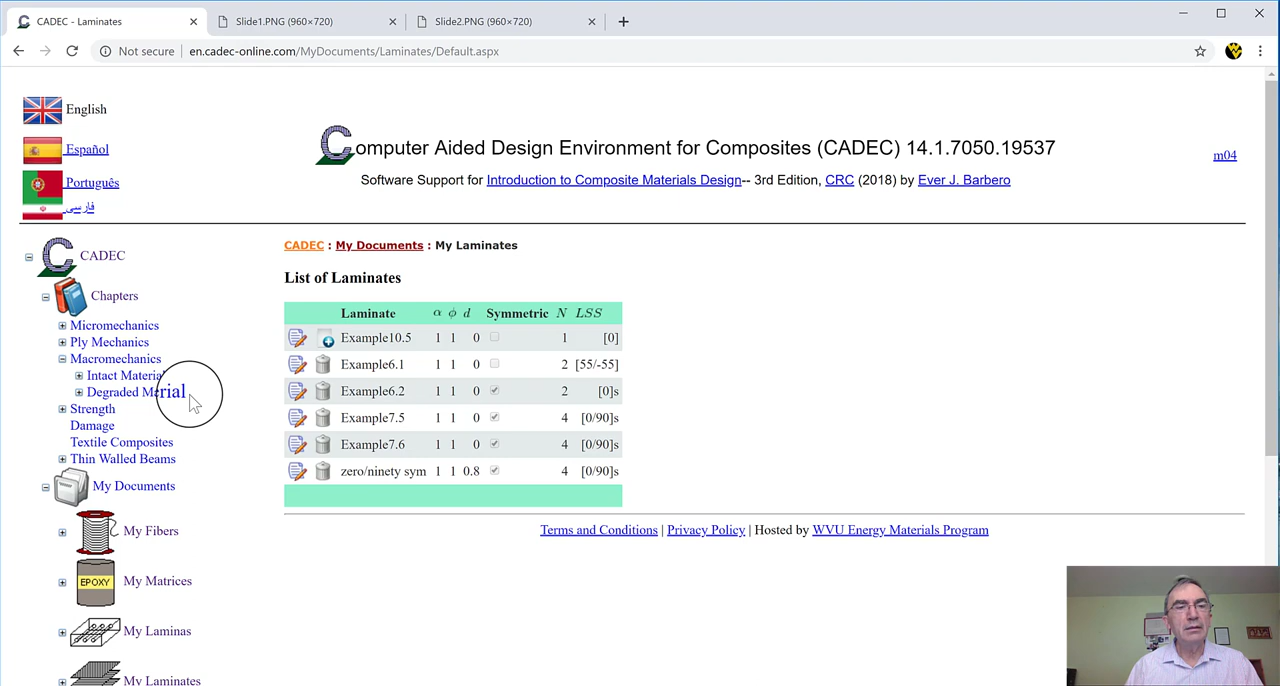 CADEC - Laminates
Slide1.PNG (960×720)
Slide2.PNG (960×720)
Not secure
en.cadec-online.com/MyDocuments/Laminates/Default.aspx
English
Español
Português
فارسی
Computer Aided Design Environment for Composites (CADEC) 14.1.7050.19537
m04
Software Support for Introduction to Composite Materials Design-- 3rd Edition, CRC (2018) by Ever J. Barbero
CADEC
Chapters
Micromechanics
Ply Mechanics
Macromechanics
Intact Material
Degraded Material
Strength
Damage
Textile Composites
Thin Walled Beams
My Documents
My Fibers
EPOXY
My Matrices
My Laminas
My Laminates
CADEC : My Documents : My Laminates
List of Laminates
Laminate α ϕ d Symmetric N LSS
Example10.5 1 1 0 1 [0]
Example6.1 1 1 0 2 [55/-55]
Example6.2 1 1 0 2 [0]s
Example7.5 1 1 0 4 [0/90]s
Example7.6 1 1 0 4 [0/90]s
zero/ninety sym 1 1 0.8 4 [0/90]s
Terms and Conditions | Privacy Policy | Hosted by WVU Energy Materials Program